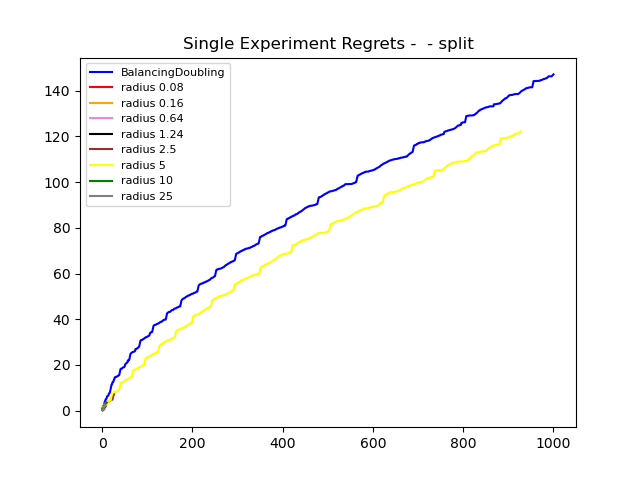 Single Experiment Regrets -  - split
BalancingDoubling
radius 0.08
radius 0.16
radius 0.64
radius 1.24
radius 2.5
radius 5
radius 10
radius 25
140
120
100
80
60
40
20
0
0 200 400 600 800 1000